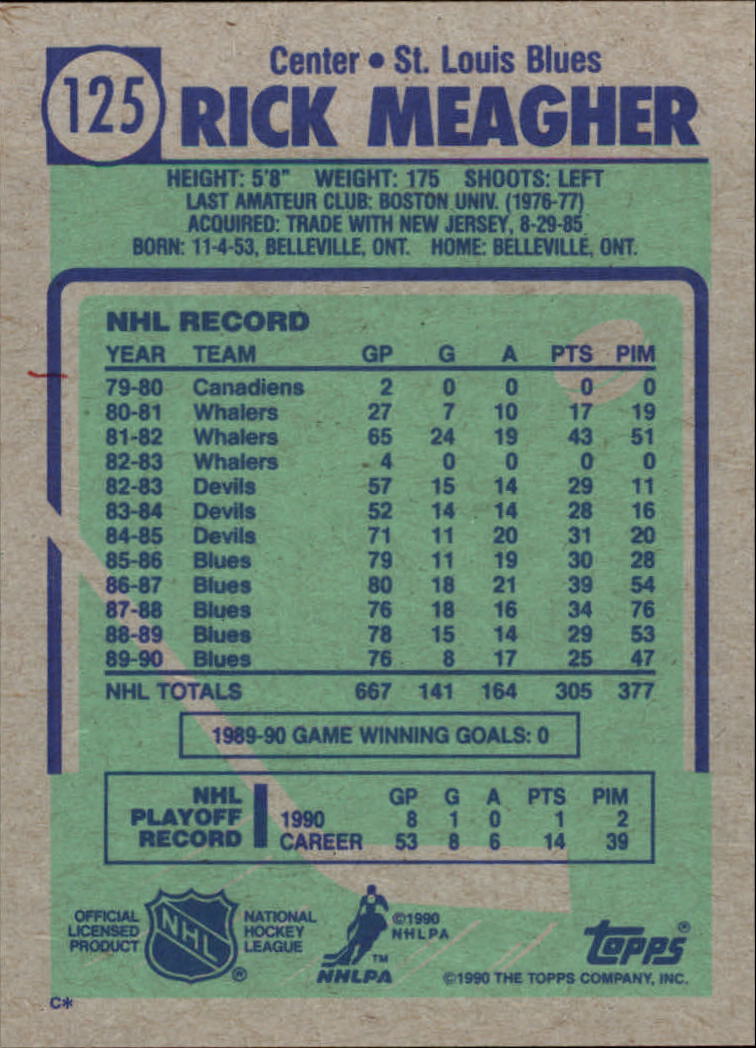 125
Center • St. Louis Blues
RICK MEAGHER
HEIGHT: 5'8" WEIGHT: 175 SHOOTS: LEFT
LAST AMATEUR CLUB: BOSTON UNIV. (1976-77)
ACQUIRED: TRADE WITH NEW JERSEY, 8-29-85
BORN: 11-4-53, BELLEVILLE, ONT. HOME: BELLEVILLE, ONT.
NHL RECORD
YEAR TEAM GP G A PTS PIM
79-80 Canadiens 2 0 0 0 0
80-81 Whalers 27 7 10 17 19
81-82 Whalers 65 24 19 43 51
82-83 Whalers 4 0 0 0 0
82-83 Devils 57 15 14 29 11
83-84 Devils 52 14 14 28 16
84-85 Devils 71 11 20 31 20
85-86 Blues 79 11 19 30 28
86-87 Blues 80 18 21 39 54
87-88 Blues 76 18 16 34 76
88-89 Blues 78 15 14 29 53
89-90 Blues 76 8 17 25 47
NHL TOTALS 667 141 164 305 377
1989-90 GAME WINNING GOALS: 0
NHL PLAYOFF RECORD
GP G A PTS PIM
1990 8 1 0 1 2
CAREER 53 8 6 14 39
OFFICIAL LICENSED PRODUCT
NHL ®
NATIONAL HOCKEY LEAGUE
©1990 NHLPA
TM
NHLPA
Topps®
©1990 THE TOPPS COMPANY, INC.
C*